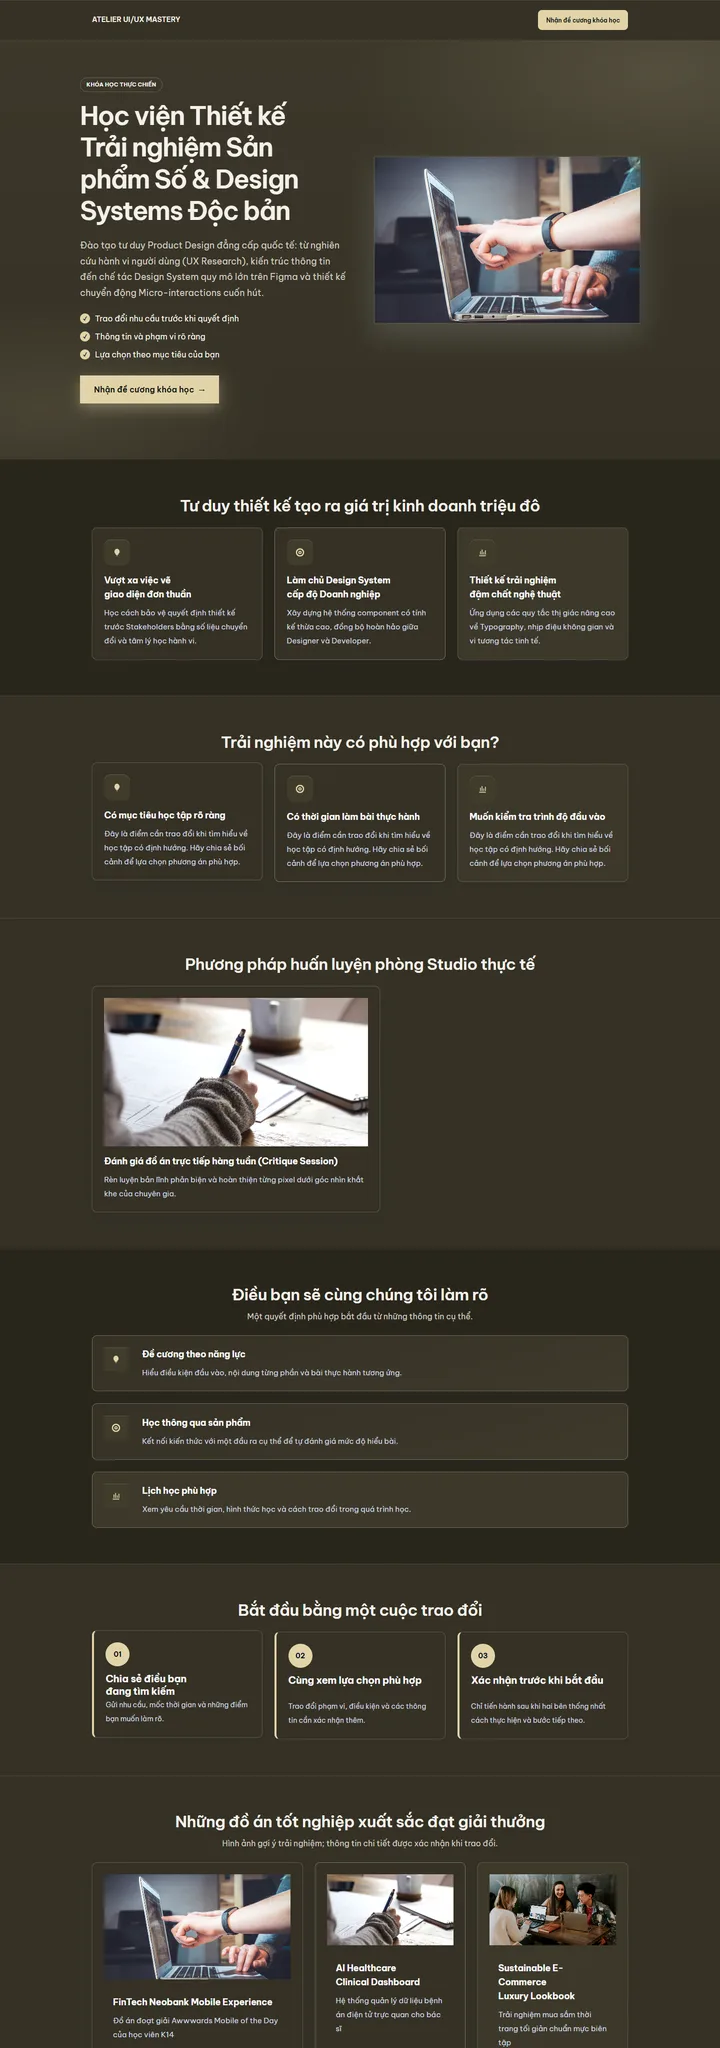 ATELIER UI/UX MASTERY
Nhận đề cương khóa học
KHÓA HỌC THỰC CHIẾN
Học viện Thiết kế
Trải nghiệm Sản
phẩm Số & Design
Systems Độc bản
Đào tạo tư duy Product Design đẳng cấp quốc tế: từ nghiên
cứu hành vi người dùng (UX Research), kiến trúc thông tin
đến chế tác Design System quy mô lớn trên Figma và thiết kế
chuyển động Micro-interactions cuốn hút.
Trao đổi nhu cầu trước khi quyết định
Thông tin và phạm vi rõ ràng
Lựa chọn theo mục tiêu của bạn
Nhận đề cương khóa học →
Tư duy thiết kế tạo ra giá trị kinh doanh triệu đô
Vượt xa việc vẽ
giao diện đơn thuần
Học cách bảo vệ quyết định thiết kế
trước Stakeholders bằng số liệu chuyển
đổi và tâm lý học hành vi.
Làm chủ Design System
cấp độ Doanh nghiệp
Xây dựng hệ thống component có tính
kế thừa cao, đồng bộ hoàn hảo giữa
Designer và Developer.
Thiết kế trải nghiệm
đậm chất nghệ thuật
Ứng dụng các quy tắc thị giác nâng cao
về Typography, nhịp điệu không gian và
vi tương tác tinh tế.
Trải nghiệm này có phù hợp với bạn?
Có mục tiêu học tập rõ ràng
Đây là điểm cần trao đổi khi tìm hiểu về
học tập có định hướng. Hãy chia sẻ bối
cảnh để lựa chọn phương án phù hợp.
Có thời gian làm bài thực hành
Đây là điểm cần trao đổi khi tìm hiểu về
học tập có định hướng. Hãy chia sẻ bối
cảnh để lựa chọn phương án phù hợp.
Muốn kiểm tra trình độ đầu vào
Đây là điểm cần trao đổi khi tìm hiểu về
học tập có định hướng. Hãy chia sẻ bối
cảnh để lựa chọn phương án phù hợp.
Phương pháp huấn luyện phòng Studio thực tế
Đánh giá đồ án trực tiếp hàng tuần (Critique Session)
Rèn luyện bản lĩnh phản biện và hoàn thiện từng pixel dưới góc nhìn khắt
khe của chuyên gia.
Điều bạn sẽ cùng chúng tôi làm rõ
Một quyết định phù hợp bắt đầu từ những thông tin cụ thể.
Đề cương theo năng lực
Hiểu điều kiện đầu vào, nội dung từng phần và bài thực hành tương ứng.
Học thông qua sản phẩm
Kết nối kiến thức với một đầu ra cụ thể để tự đánh giá mức độ hiểu bài.
Lịch học phù hợp
Xem yêu cầu thời gian, hình thức học và cách trao đổi trong quá trình học.
Bắt đầu bằng một cuộc trao đổi
01
Chia sẻ điều bạn
đang tìm kiếm
Gửi nhu cầu, mốc thời gian và những điểm
bạn muốn làm rõ.
02
Cùng xem lựa chọn phù hợp
Trao đổi phạm vi, điều kiện và các thông
tin cần xác nhận thêm.
03
Xác nhận trước khi bắt đầu
Chỉ tiến hành sau khi hai bên thống nhất
cách thực hiện và bước tiếp theo.
Những đồ án tốt nghiệp xuất sắc đạt giải thưởng
Hình ảnh gợi ý trải nghiệm; thông tin chi tiết được xác nhận khi trao đổi.
FinTech Neobank Mobile Experience
Đồ án đoạt giải Awwwards Mobile of the Day
của học viên K14
AI Healthcare
Clinical Dashboard
Hệ thống quản lý dữ liệu bệnh
án điện tử trực quan cho bác
sĩ
Sustainable E-
Commerce
Luxury Lookbook
Trải nghiệm mua sắm thời
trang tối giản chuẩn mực biên
tập